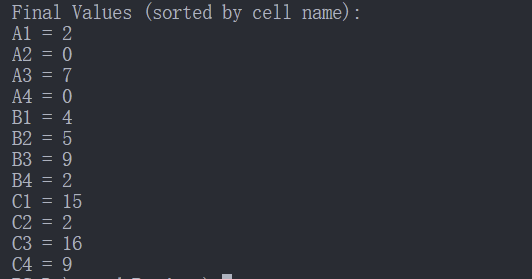 Final Values (sorted by cell name):
A1 = 2
A2 = 0
A3 = 7
A4 = 0
B1 = 4
B2 = 5
B3 = 9
B4 = 2
C1 = 15
C2 = 2
C3 = 16
C4 = 9